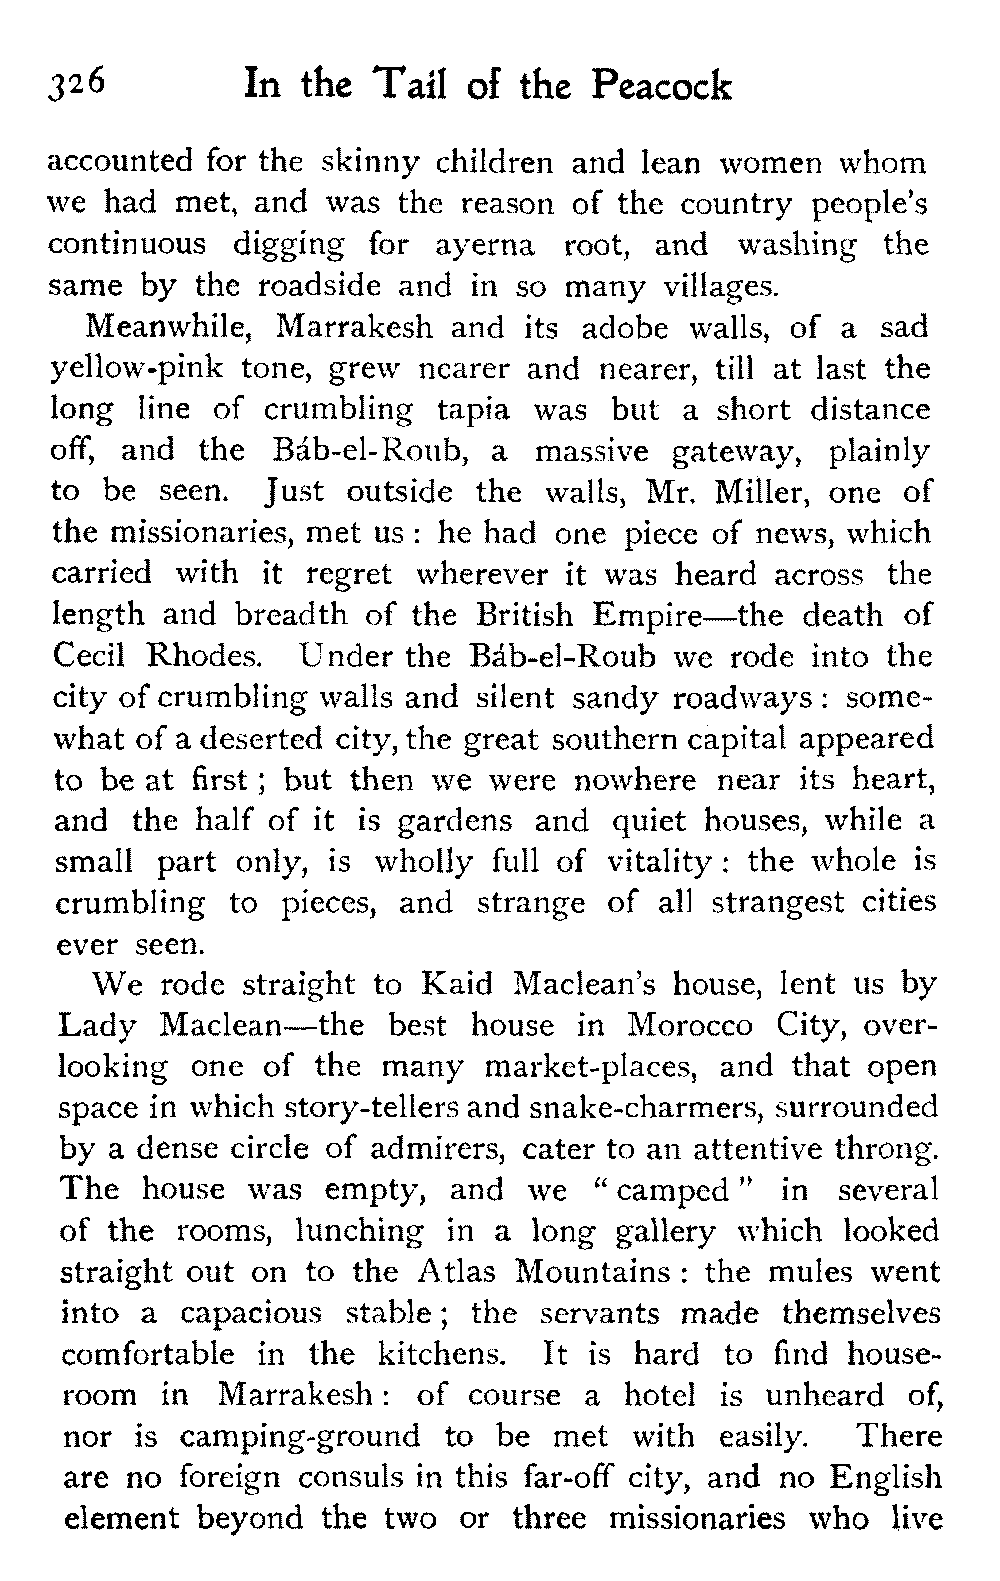 326 In the Tail of the Peacock
accounted for the skinny children and lean women whom
we had met, and was the reason of the country people's
continuous digging for ayerna root, and washing the
same by the roadside and in so many villages.
Meanwhile, Marrakesh and its adobe walls, of a sad
yellow-pink tone, grew nearer and nearer, till at last the
long line of crumbling tapia was but a short distance
off, and the Báb-el-Roub, a massive gateway, plainly
to be seen. Just outside the walls, Mr. Miller, one of
the missionaries, met us : he had one piece of news, which
carried with it regret wherever it was heard across the
length and breadth of the British Empire—the death of
Cecil Rhodes. Under the Báb-el-Roub we rode into the
city of crumbling walls and silent sandy roadways : some-
what of a deserted city, the great southern capital appeared
to be at first ; but then we were nowhere near its heart,
and the half of it is gardens and quiet houses, while a
small part only, is wholly full of vitality : the whole is
crumbling to pieces, and strange of all strangest cities
ever seen.
We rode straight to Kaid Maclean's house, lent us by
Lady Maclean—the best house in Morocco City, over-
looking one of the many market-places, and that open
space in which story-tellers and snake-charmers, surrounded
by a dense circle of admirers, cater to an attentive throng.
The house was empty, and we “ camped ” in several
of the rooms, lunching in a long gallery which looked
straight out on to the Atlas Mountains : the mules went
into a capacious stable ; the servants made themselves
comfortable in the kitchens. It is hard to find house-
room in Marrakesh : of course a hotel is unheard of,
nor is camping-ground to be met with easily. There
are no foreign consuls in this far-off city, and no English
element beyond the two or three missionaries who live